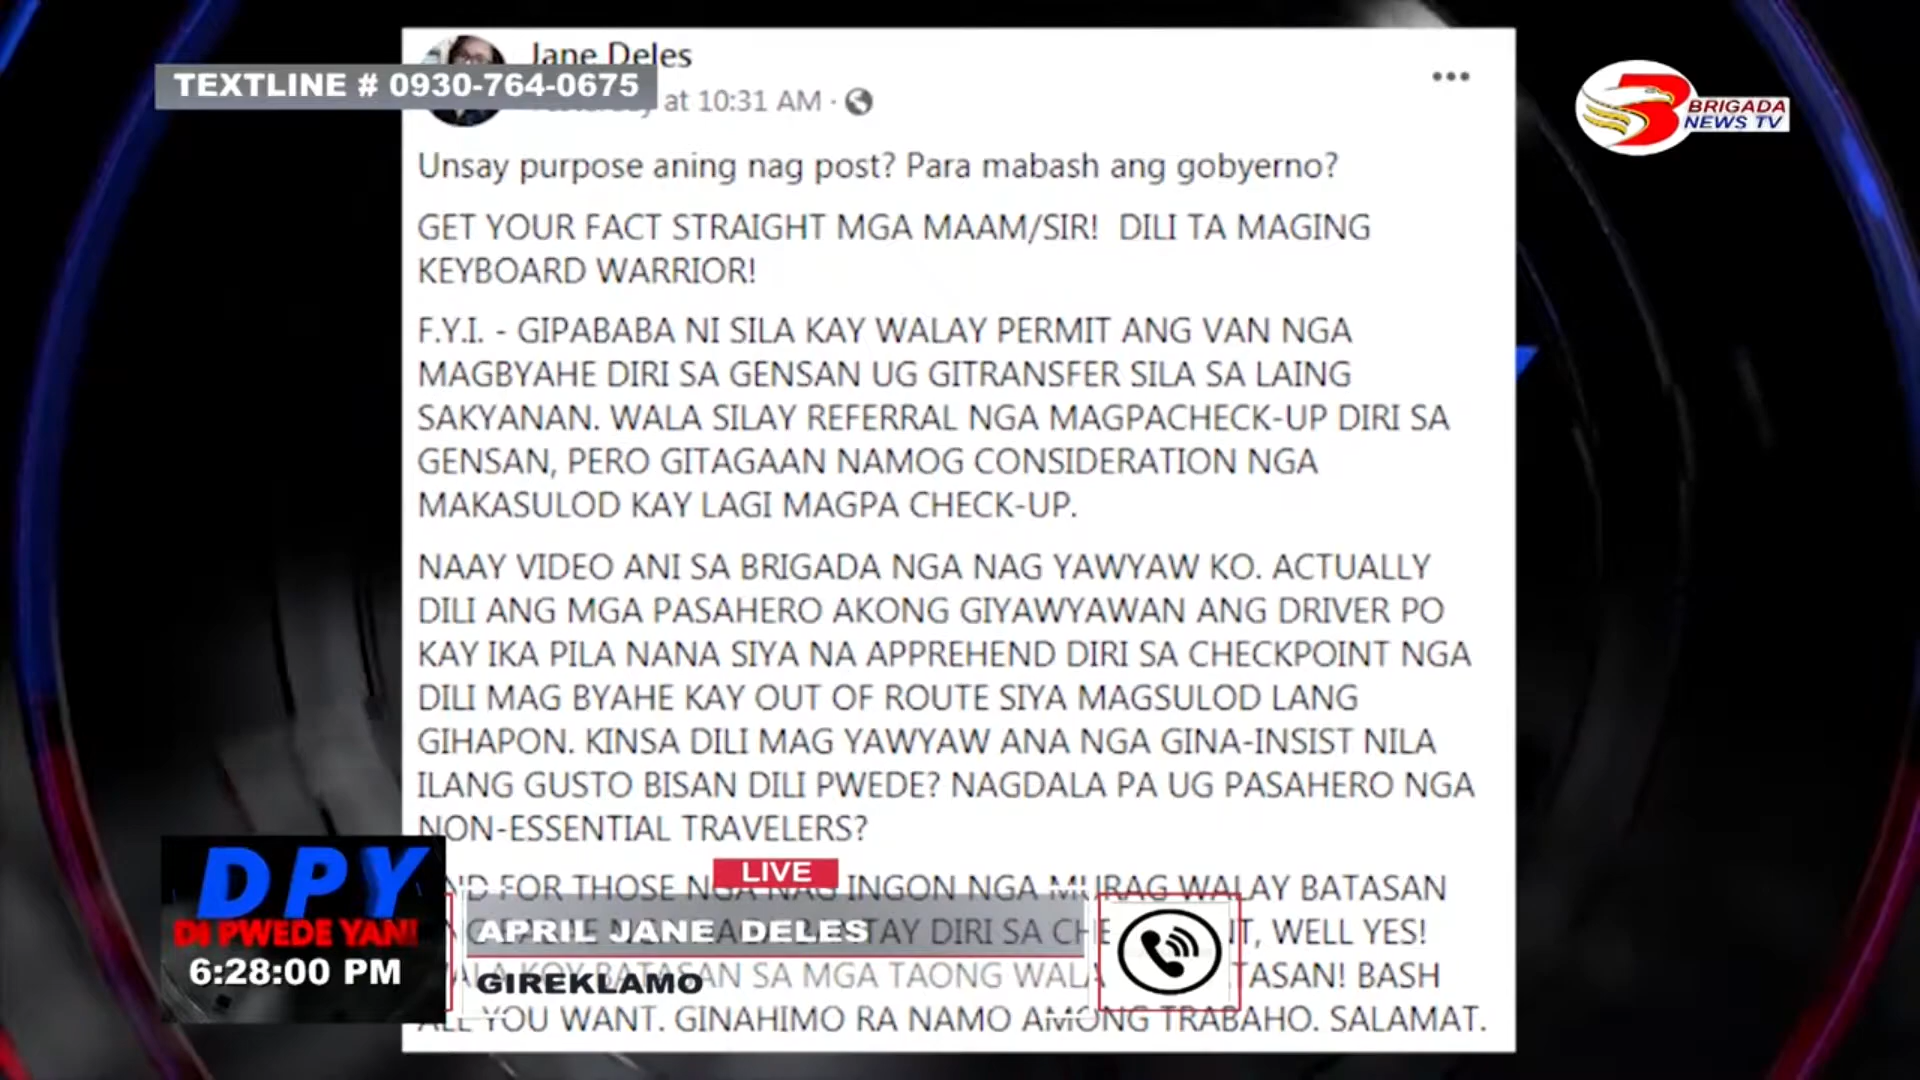 Jane Deles
TEXTLINE # 0930-764-0675
at 10:31 AM ·
BRIGADA
NEWS TV
Unsay purpose aning nag post? Para mabash ang gobyerno?
GET YOUR FACT STRAIGHT MGA MAAM/SIR! DILI TA MAGING
KEYBOARD WARRIOR!
F.Y.I. - GIPABABA NI SILA KAY WALAY PERMIT ANG VAN NGA
MAGBYAHE DIRI SA GENSAN UG GITRANSFER SILA SA LAING
SAKYANAN. WALA SILAY REFERRAL NGA MAGPACHECK-UP DIRI SA
GENSAN, PERO GITAGAAN NAMOG CONSIDERATION NGA
MAKASULOD KAY LAGI MAGPA CHECK-UP.
NAAY VIDEO ANI SA BRIGADA NGA NAG YAWYAW KO. ACTUALLY
DILI ANG MGA PASAHERO AKONG GIYAWYAWAN ANG DRIVER PO
KAY IKA PILA NANA SIYA NA APPREHEND DIRI SA CHECKPOINT NGA
DILI MAG BYAHE KAY OUT OF ROUTE SIYA MAGSULOD LANG
GIHAPON. KINSA DILI MAG YAWYAW ANA NGA GINA-INSIST NILA
ILANG GUSTO BISAN DILI PWEDE? NAGDALA PA UG PASAHERO NGA
NON-ESSENTIAL TRAVELERS?
FOR THOSE NGA NAG INGON NGA MURAG WALAY BATASAN
DIRI SA WELL YES!
KOY BATASAN SA MGA TAONG BASH
ALL YOU WANT. GINAHIMO RA NAMO AMONG TRABAHO. SALAMAT.
LIVE
APRIL JANE DELES
GIREKLAMO
DPY
DI PWEDE YAN!
6:28:00 PM